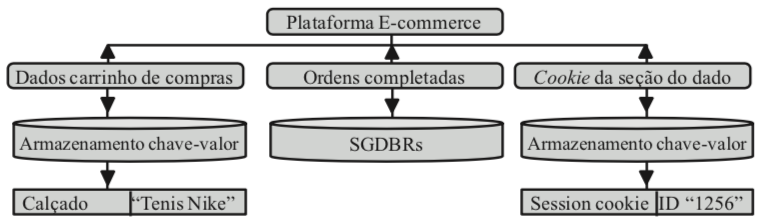 Plataforma E-commerce
Dados carrinho de compras
Ordens completadas
Cookie da seção do dado
Armazenamento chave-valor
SGDBRs
Armazenamento chave-valor
Calçado "Tenis Nike"
Session cookie ID "1256"